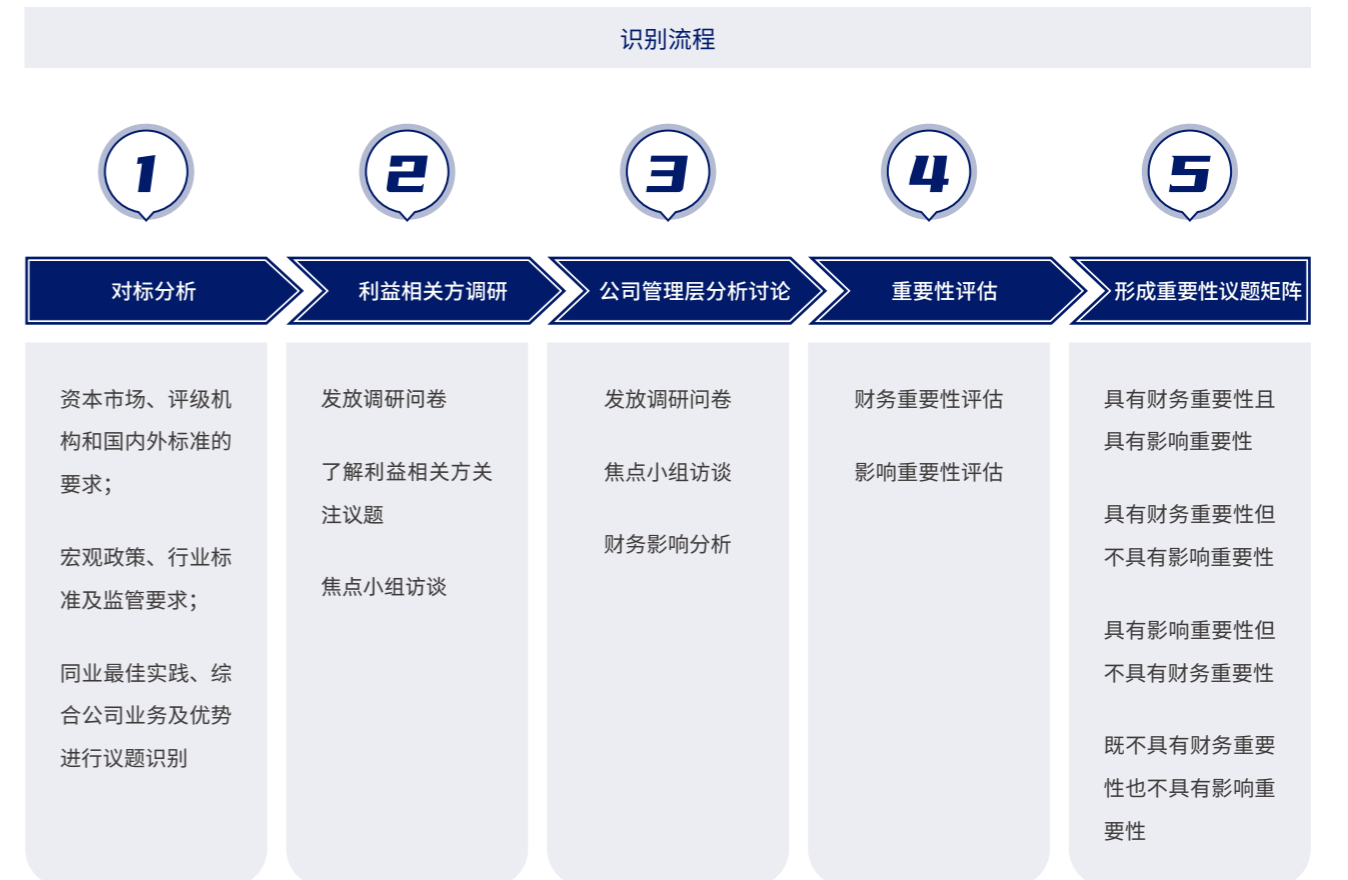 识别流程
1
2
3
4
5
对标分析
利益相关方调研
公司管理层分析讨论
重要性评估
形成重要性议题矩阵
资本市场、评级机
构和国内外标准的
要求；
宏观政策、行业标
准及监管要求；
同业最佳实践、综
合公司业务及优势
进行议题识别
发放调研问卷
了解利益相关方关
注议题
焦点小组访谈
发放调研问卷
焦点小组访谈
财务影响分析
财务重要性评估
影响重要性评估
具有财务重要性且
具有影响重要性
具有财务重要性但
不具有影响重要性
具有影响重要性但
不具有财务重要性
既不具有财务重要
性也不具有影响重
要性